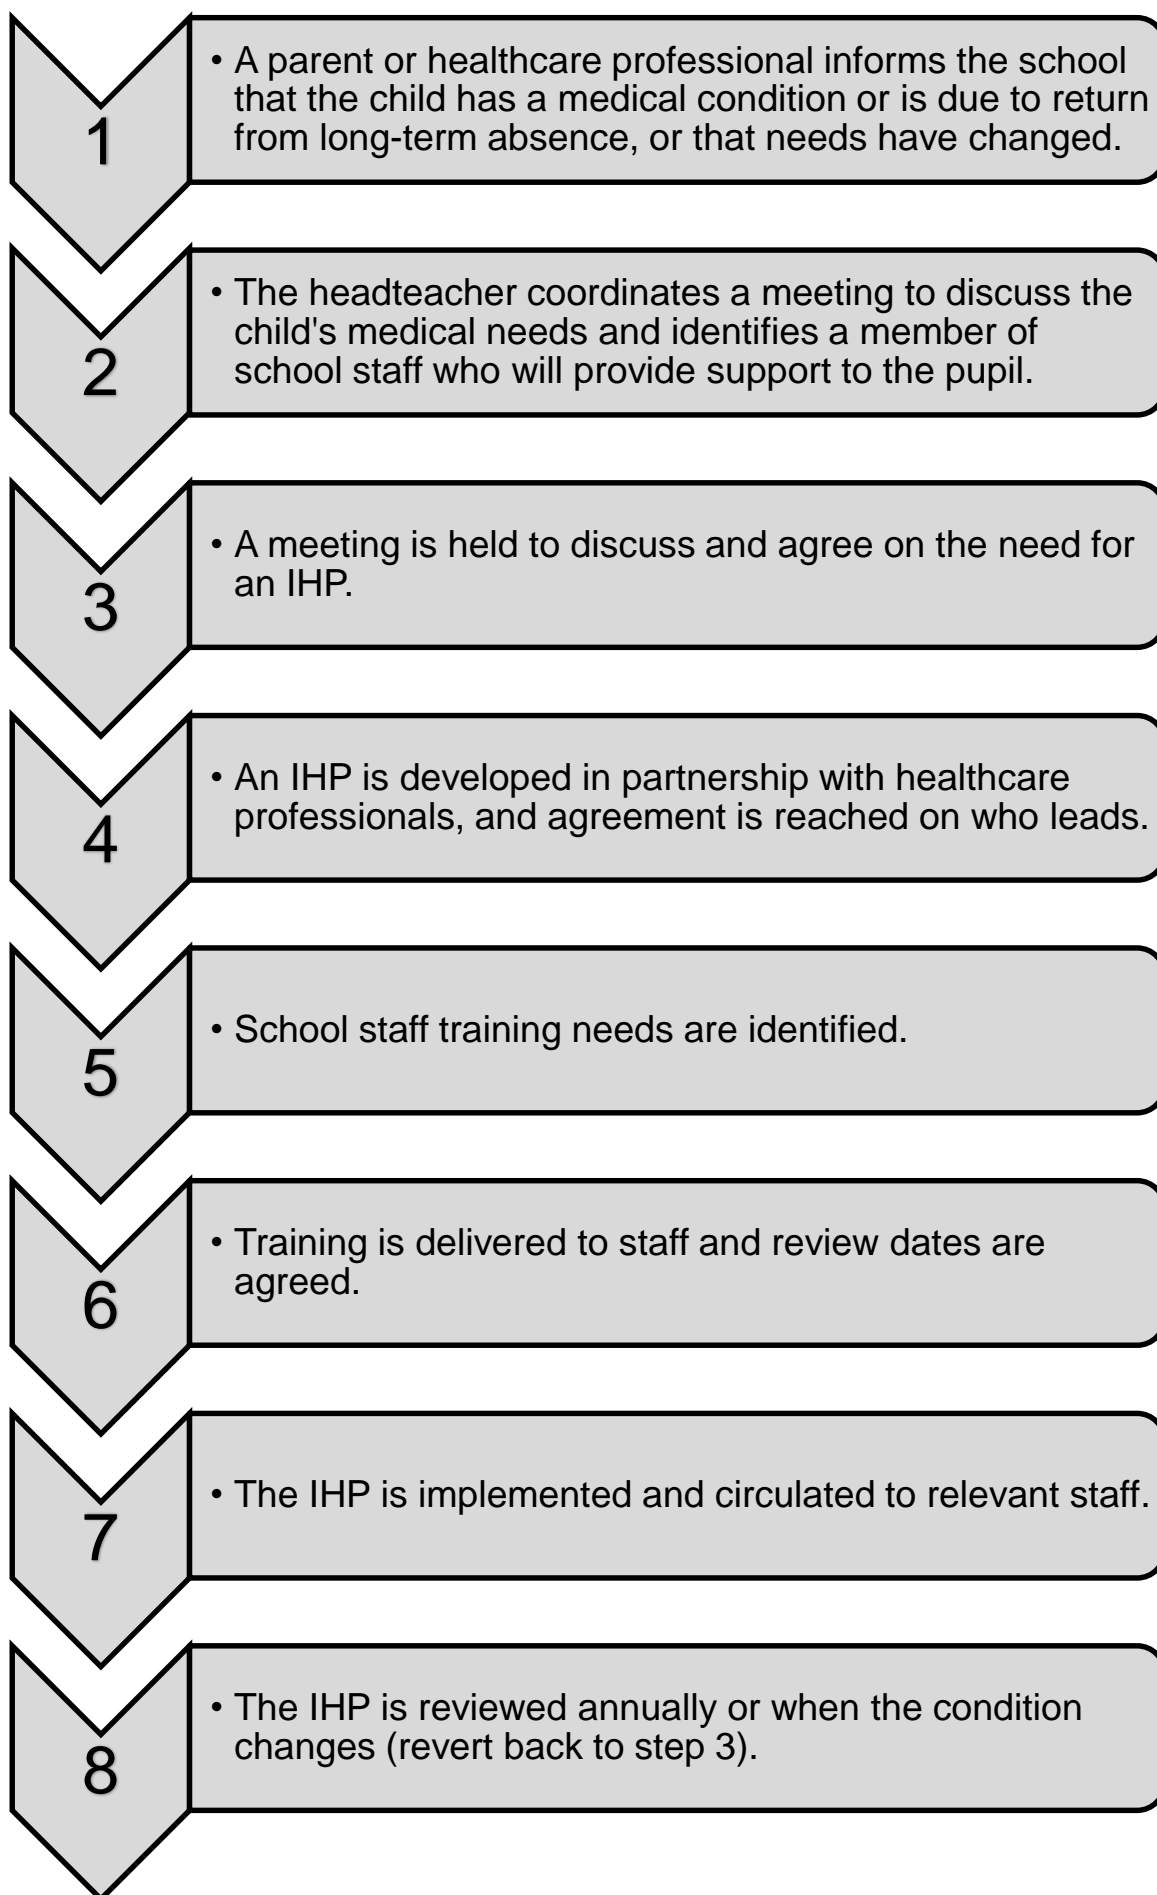 1
• A parent or healthcare professional informs the school
that the child has a medical condition or is due to return
from long-term absence, or that needs have changed.
2
• The headteacher coordinates a meeting to discuss the
child's medical needs and identifies a member of
school staff who will provide support to the pupil.
3
• A meeting is held to discuss and agree on the need for
an IHP.
4
• An IHP is developed in partnership with healthcare
professionals, and agreement is reached on who leads.
5
• School staff training needs are identified.
6
• Training is delivered to staff and review dates are
agreed.
7
• The IHP is implemented and circulated to relevant staff.
8
• The IHP is reviewed annually or when the condition
changes (revert back to step 3).